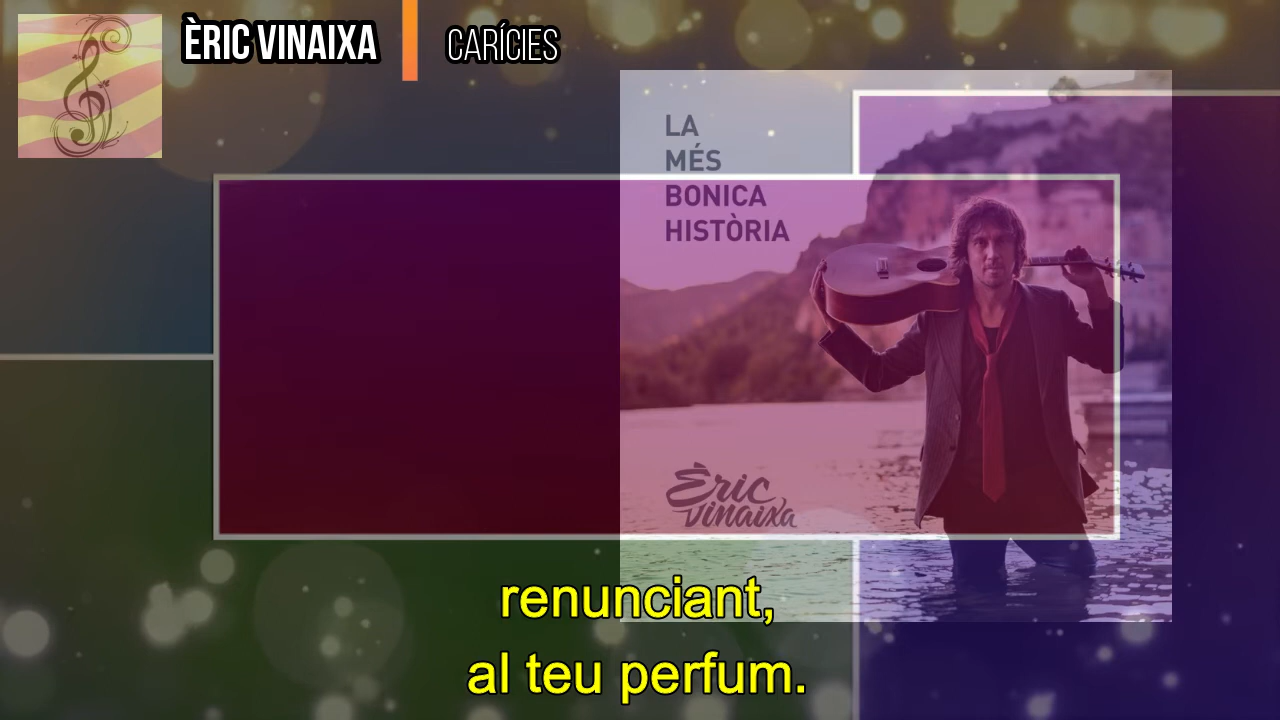 ÈRIC VINAIXA
CARÍCIES
LA
MÉS
BONICA
HISTÒRIA
Èric
vinaixa
renunciant,
al teu perfum.